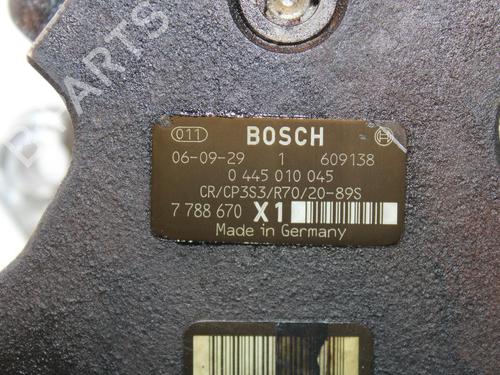 PARTS
011 BOSCH
06-09-29 1 609138
0 445 010 045
CR/CP3S3/R70/20-89S
7 788 670 X1
Made in Germany